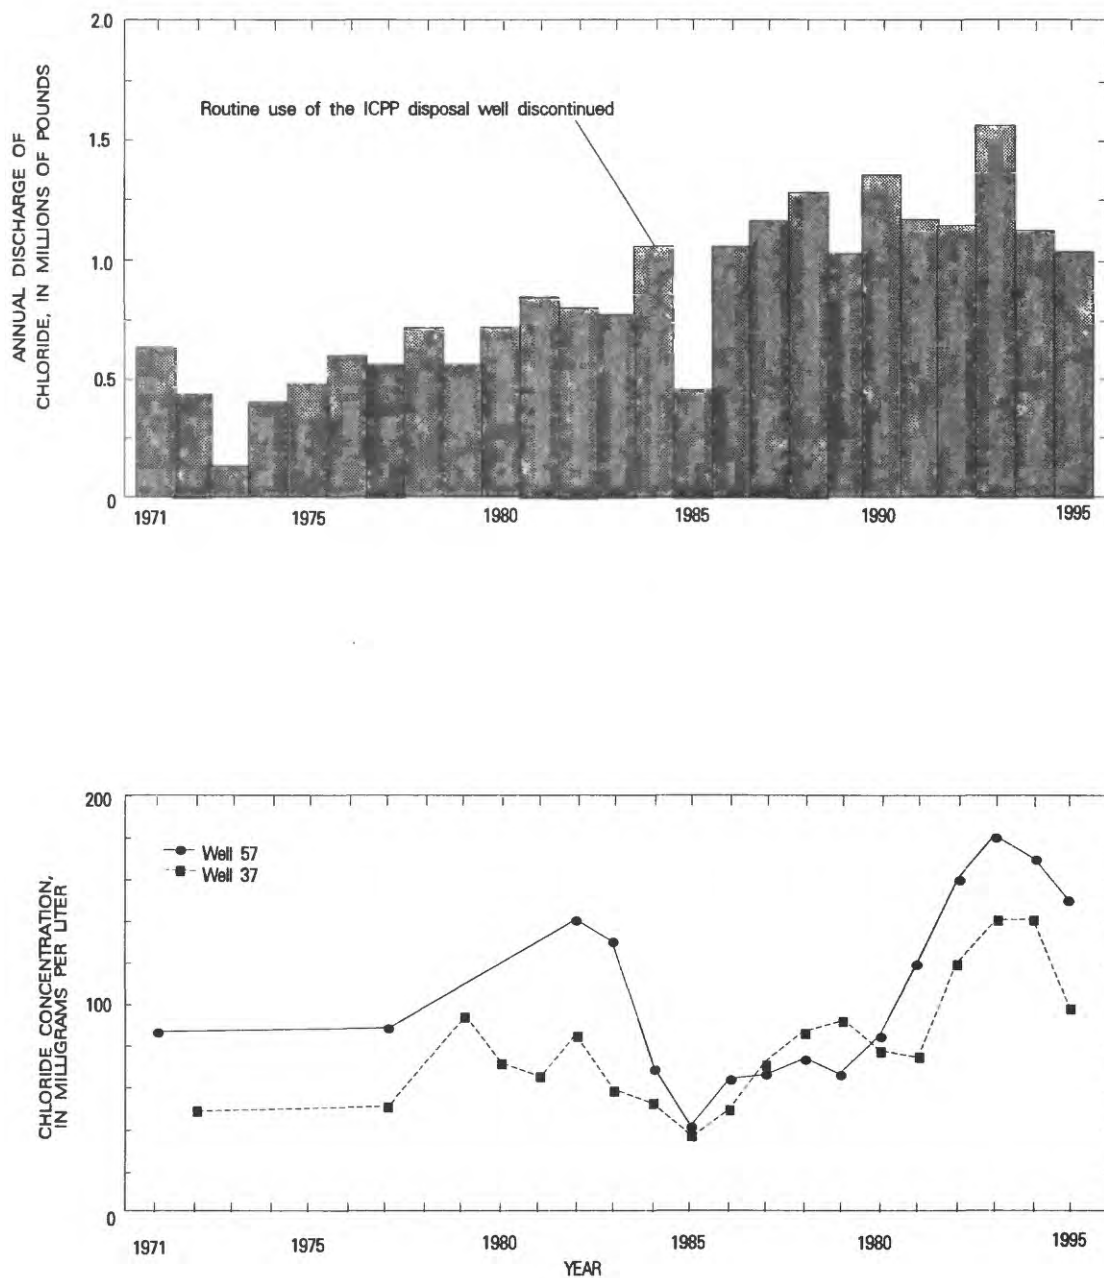 ANNUAL DISCHARGE OF
CHLORIDE, IN MILLIONS OF POUNDS
2.0
1.5
1.0
0.5
0
Routine use of the ICPP disposal well discontinued
1971 1975 1980 1985 1990 1995
CHLORIDE CONCENTRATION,
IN MILLIGRAMS PER LITER
200
100
0
Well 57
Well 37
1971 1975 1980 1985 1980 1995
YEAR